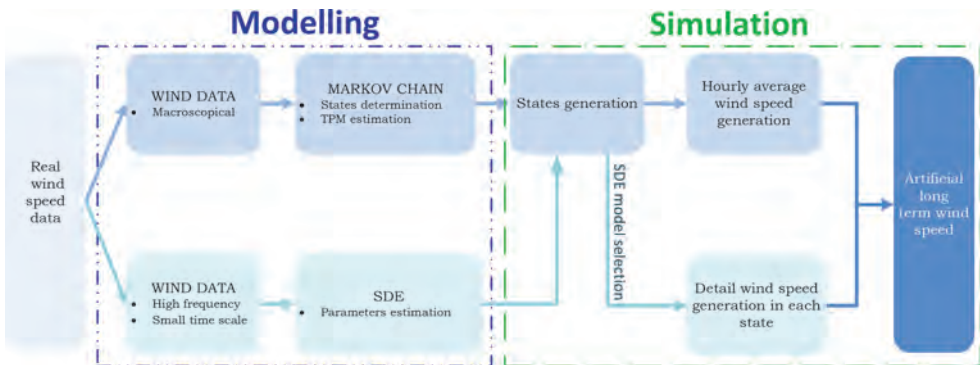 Modelling
Simulation
Real
wind
speed
data
WIND DATA
• Macroscopical
MARKOV CHAIN
• States determination
• TPM estimation
States generation
Hourly average
wind speed
generation
WIND DATA
• High frequency
• Small time scale
SDE
• Parameters estimation
SDE model selection
Detail wind speed
generation in each
state
Artificial
long
term wind
speed